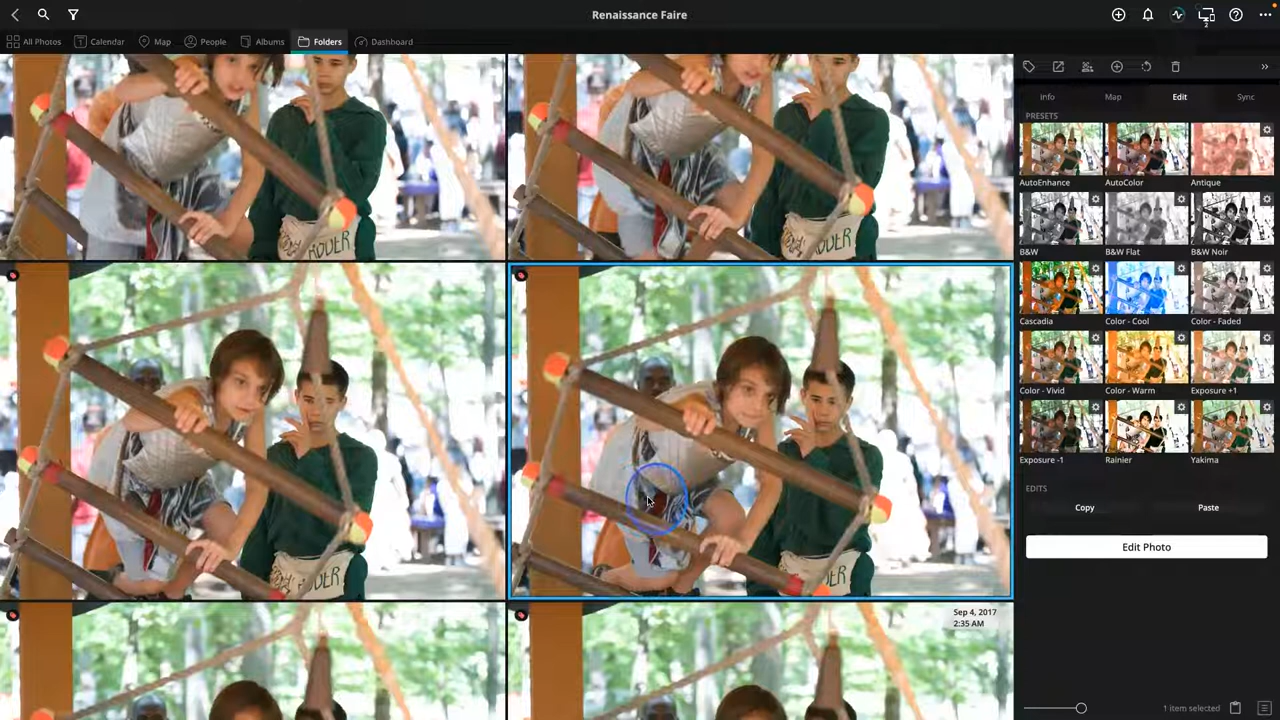 Renaissance Faire
2
All Photos Calendar Map People Albums Folders Dashboard
Info Map Edit Sync
PRESETS
AutoEnhance AutoColor Antique
B&W B&W Flat B&W Noir
Cascadia Color - Cool Color - Faded
Color - Vivid Color - Warm Exposure +1
Exposure -1 Rainier Yakima
EDITS
Copy Paste
Edit Photo
Sep 4, 2017
2:35 AM
1 item selected